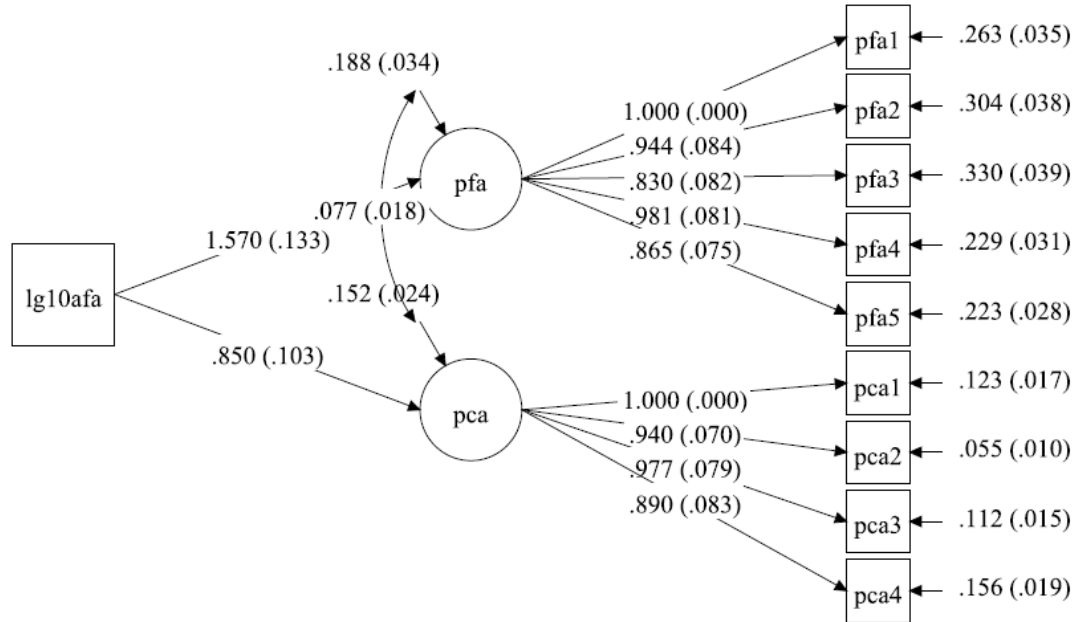 pfa1
.263 (.035)
.188 (.034)
pfa2
.304 (.038)
1.000 (.000)
.944 (.084)
pfa
pfa3
.330 (.039)
.830 (.082)
.077 (.018)
.981 (.081)
1.570 (.133)
pfa4
.229 (.031)
.865 (.075)
lg10afa
.152 (.024)
pfa5
.223 (.028)
.850 (.103)
pca1
.123 (.017)
1.000 (.000)
pca
.940 (.070)
pca2
.055 (.010)
.977 (.079)
.890 (.083)
pca3
.112 (.015)
pca4
.156 (.019)